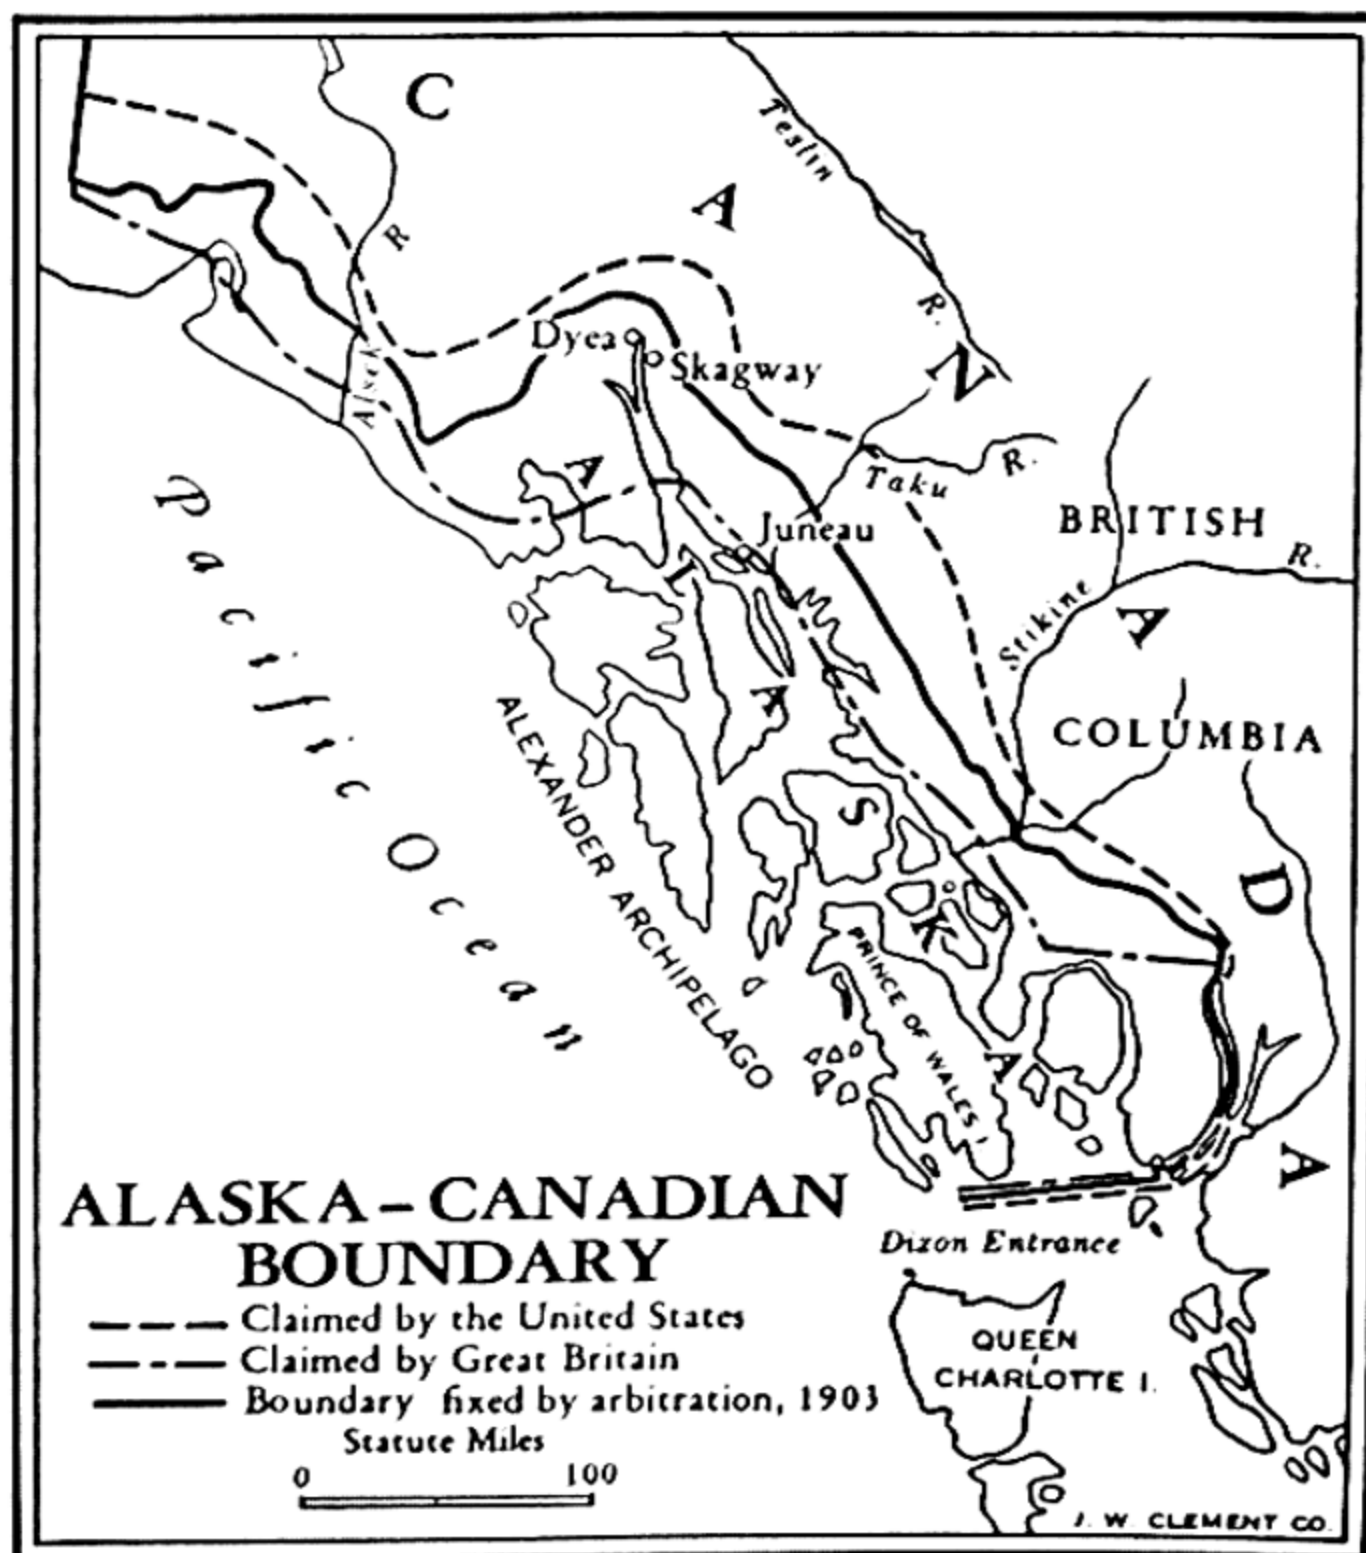 C A N A D A
Teslin R.
R
Alsek
Dyea
Skagway
Taku R.
Juneau
BRITISH
COLUMBIA
Stikine R.
A L A S K A
Pacific Ocean
ALEXANDER ARCHIPELAGO
PRINCE OF WALES I
Dixon Entrance
QUEEN
CHARLOTTE I.
ALASKA-CANADIAN
BOUNDARY
Claimed by the United States
Claimed by Great Britain
Boundary fixed by arbitration, 1903
Statute Miles
0 100
J. W. CLEMENT CO.